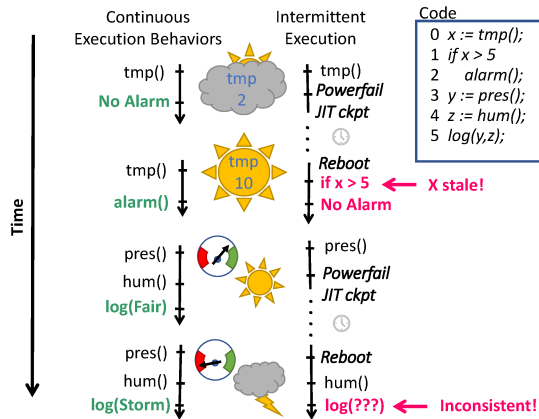 Continuous
Execution Behaviors
Intermittent
Execution
Code
0 x := tmp();
1 if x > 5
2 alarm();
3 y := pres();
4 z := hum();
5 log(y,z);
Time
tmp()
No Alarm
tmp
2
tmp()
Powerfail
JIT ckpt
tmp()
alarm()
tmp
10
Reboot
if x > 5
X stale!
No Alarm
pres()
hum()
log(Fair)
pres()
Powerfail
JIT ckpt
pres()
hum()
log(Storm)
Reboot
hum()
log(???)
Inconsistent!